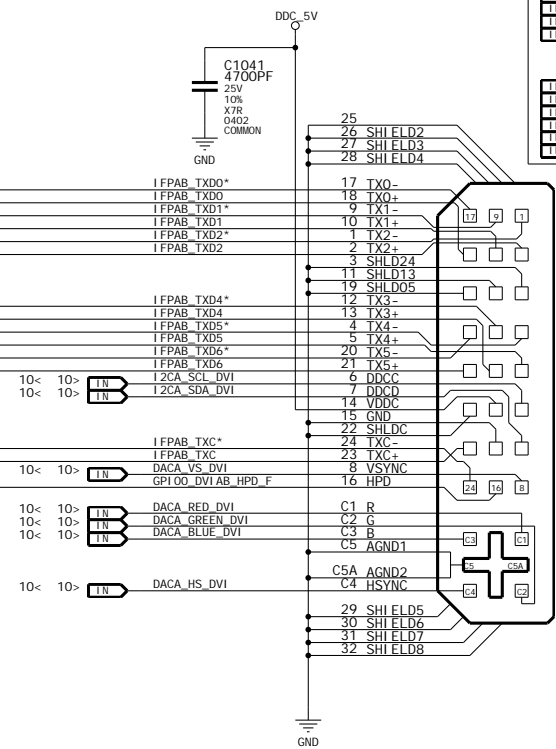 DDC_5V
C1041
4700PF
25V
10%
X7R
0402
COMMON
GND
25
26 SHIELD2
27 SHIELD3
28 SHIELD4
IFPAB_TXD0* 17 TX0-
IFPAB_TXD0 18 TX0+
IFPAB_TXD1* 9 TX1-
IFPAB_TXD1 10 TX1+
IFPAB_TXD2* 1 TX2-
IFPAB_TXD2 2 TX2+
3 SHLD24
11 SHLD13
19 SHLD05
IFPAB_TXD4* 12 TX3-
IFPAB_TXD4 13 TX3+
IFPAB_TXD5* 4 TX4-
IFPAB_TXD5 5 TX4+
IFPAB_TXD6* 20 TX5-
IFPAB_TXD6 21 TX5+
10< 10> IN I2CA_SCL_DVI 6 DDCC
10< 10> IN I2CA_SDA_DVI 7 DDCD
14 VDDC
15 GND
22 SHLDC
IFPAB_TXC* 24 TXC-
IFPAB_TXC 23 TXC+
10< 10> IN DACA_VS_DVI 8 VSYNC
GPIO0_DVIAB_HPD_F 16 HPD
10< 10> IN DACA_RED_DVI C1 R
10< 10> IN DACA_GREEN_DVI C2 G
10< 10> IN DACA_BLUE_DVI C3 B
C5 AGND1
C5A AGND2
10< 10> IN DACA_HS_DVI C4 HSYNC
29 SHIELD5
30 SHIELD6
31 SHIELD7
32 SHIELD8
GND
17 9 1
24 16 8
C3 C1
C5 C5A
C4 C2